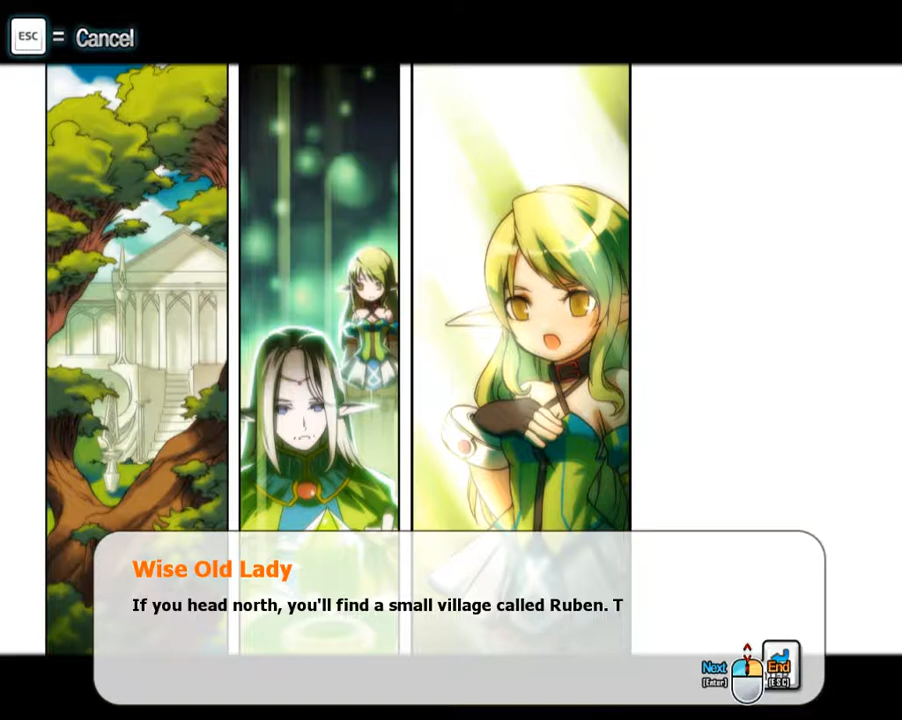 ESC = Cancel
Wise Old Lady
If you head north, you'll find a small village called Ruben. T
Next End
(Enter) (ESC)